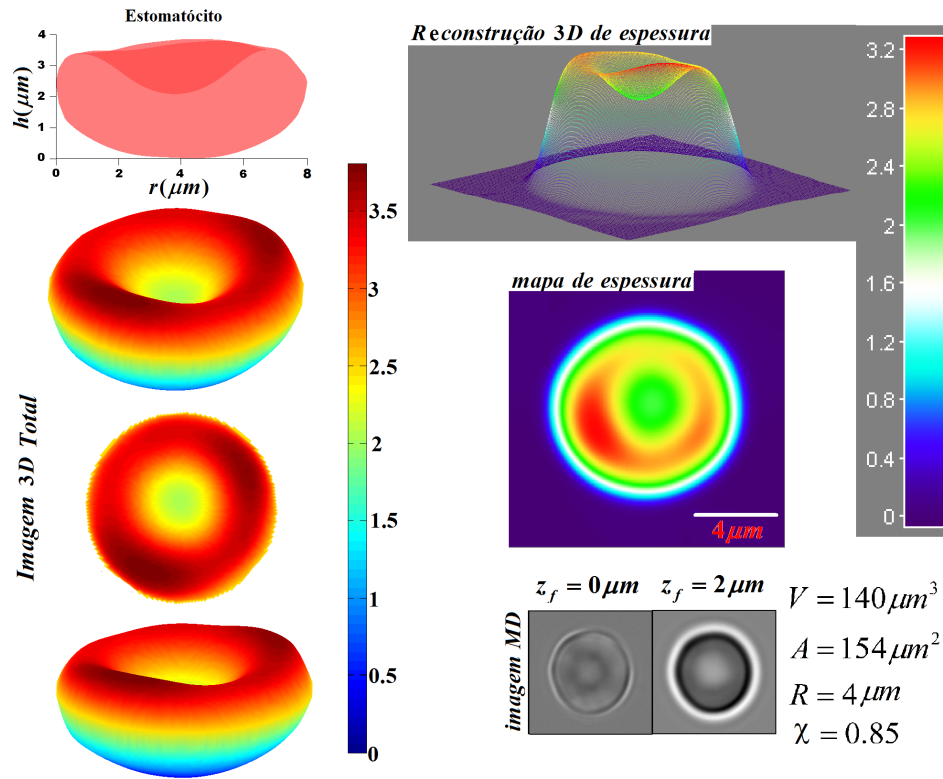 Estomatócito
4
3
2
1
0
h(μm)
0 2 4 6 8
r(μm)
Imagem 3D Total
3.5
3
2.5
2
1.5
1
0.5
0
Reconstrução 3D de espessura
3.2
2.8
2.4
2
1.6
1.2
0.8
0.4
0
mapa de espessura
4μm
z_f = 0μm z_f = 2μm
imagem MD
V = 140μm³
A = 154μm²
R = 4μm
χ = 0.85